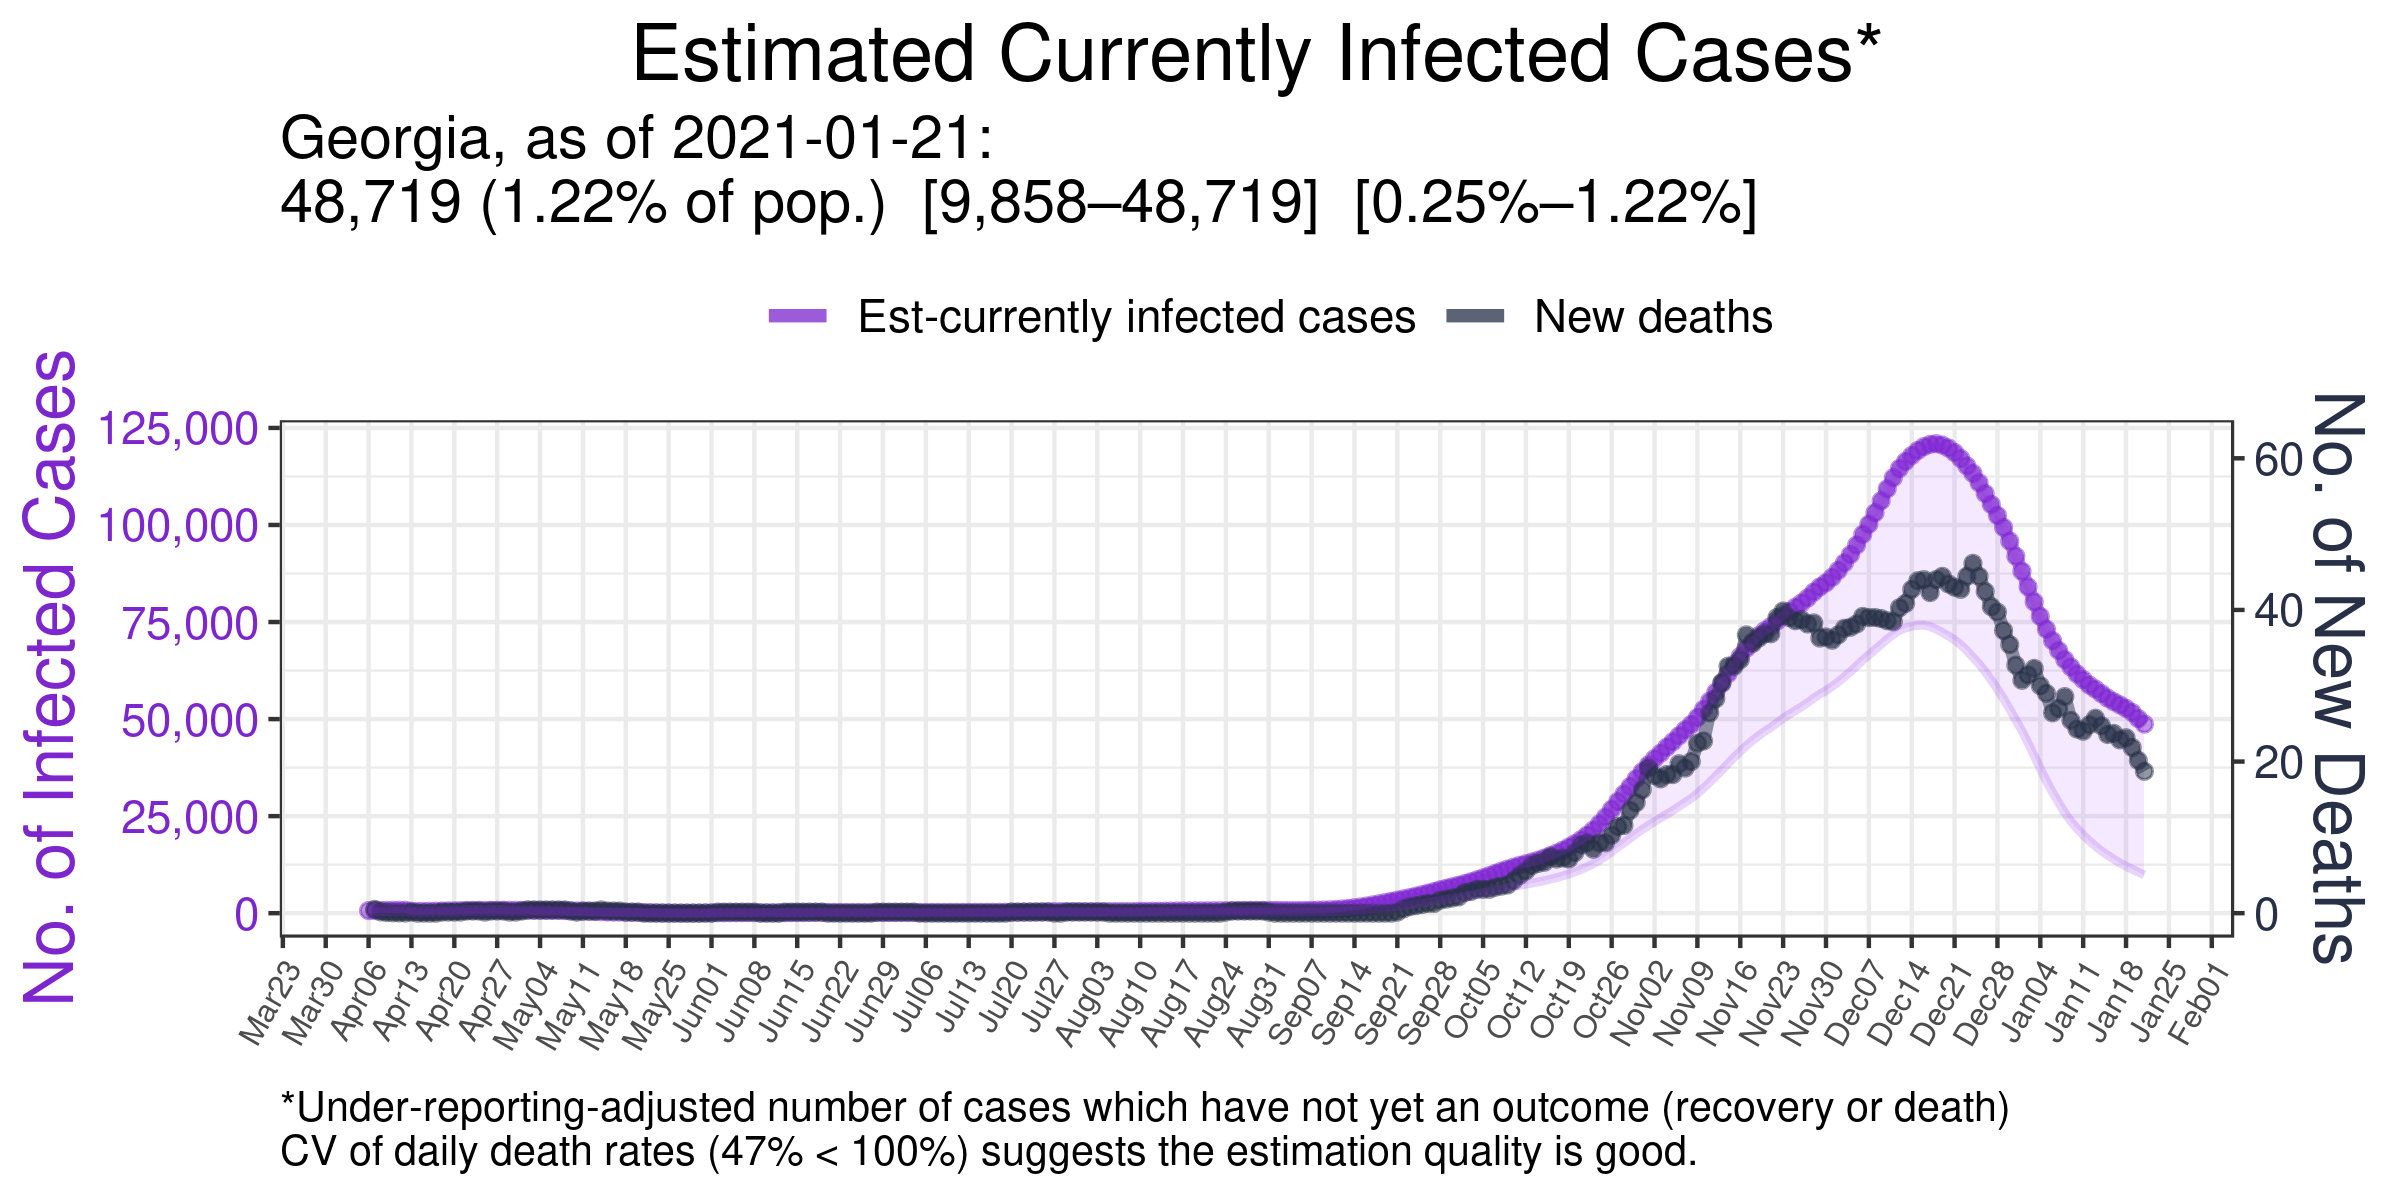 Estimated Currently Infected Cases*
Georgia, as of 2021-01-21:
48,719 (1.22% of pop.) [9,858–48,719] [0.25%–1.22%]
Est-currently infected cases New deaths
No. of Infected Cases
125,000
100,000
75,000
50,000
25,000
0
60
40
20
0
No. of New Deaths
Mar23 Mar30 Apr06 Apr13 Apr20 Apr27 May04 May11 May18 May25 Jun01 Jun08 Jun15 Jun22 Jun29 Jul06 Jul13 Jul20 Jul27 Aug03 Aug10 Aug17 Aug24 Aug31 Sep07 Sep14 Sep21 Sep28 Oct05 Oct12 Oct19 Oct26 Nov02 Nov09 Nov16 Nov23 Nov30 Dec07 Dec14 Dec21 Dec28 Jan04 Jan11 Jan18 Jan25 Feb01
*Under-reporting-adjusted number of cases which have not yet an outcome (recovery or death)
CV of daily death rates (47% < 100%) suggests the estimation quality is good.